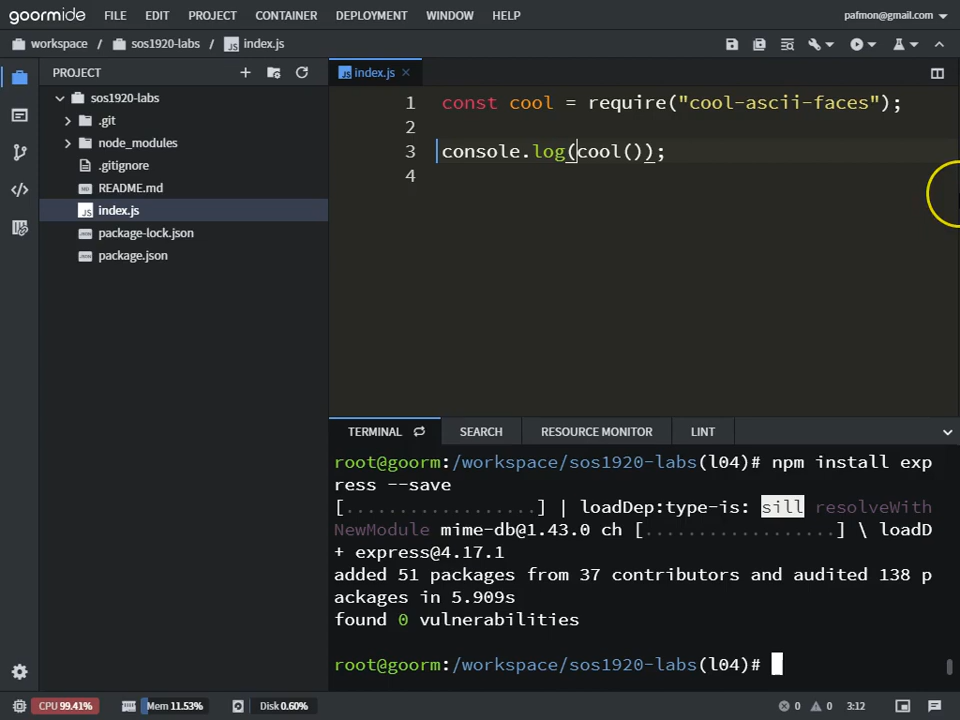 goormide FILE EDIT PROJECT CONTAINER DEPLOYMENT WINDOW HELP pafmon@gmail.com
workspace / sos1920-labs / index.js
PROJECT
sos1920-labs
.git
node_modules
.gitignore
README.md
index.js
package-lock.json
package.json
index.js
1 const cool = require("cool-ascii-faces");
2
3 console.log(cool());
4
TERMINAL SEARCH RESOURCE MONITOR LINT
root@goorm:/workspace/sos1920-labs(l04)# npm install exp
ress --save
[..................] | loadDep:type-is: sill resolveWith
NewModule mime-db@1.43.0 ch [..................] \ loadD
+ express@4.17.1
added 51 packages from 37 contributors and audited 138 p
ackages in 5.909s
found 0 vulnerabilities
root@goorm:/workspace/sos1920-labs(l04)#
CPU 99.41% Mem 11.53% Disk 0.60% 0 0 3:12